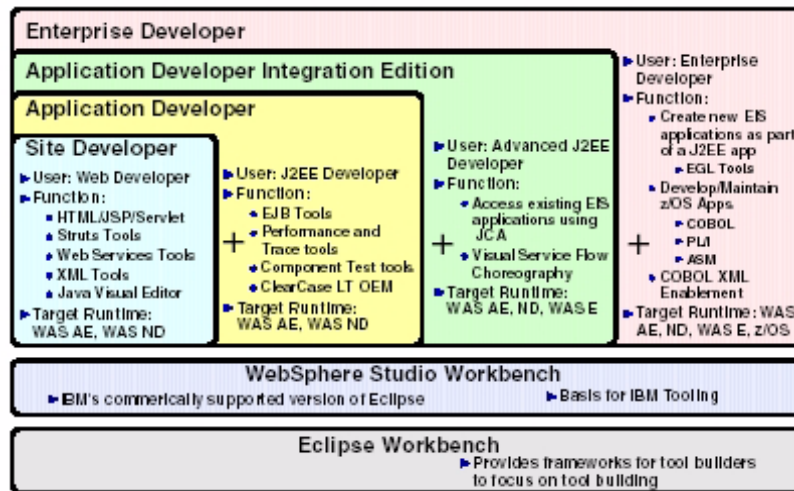 Enterprise Developer
Application Developer Integration Edition
Application Developer
Site Developer
User: Web Developer
Function:
HTML/JSP/Servlet
Struts Tools
Web Services Tools
XML Tools
Java Visual Editor
Target Runtime:
WAS AE, WAS ND
+
User: J2EE Developer
Function:
EJB Tools
Performance and
Trace tools
Component Test tools
ClearCase LT OEM
Target Runtime:
WAS AE, WAS ND
+
User: Advanced J2EE
Developer
Function:
Access existing EIS
applications using
JCA
Visual Service Flow
Choreography
Target Runtime:
WAS AE, ND, WAS E
+
User: Enterprise
Developer
Function:
Create new EIS
applications as part
of a J2EE app
EGL Tools
Develop/Maintain
z/OS Apps
COBOL
PL/I
ASM
COBOL XML
Enablement
Target Runtime: WAS
AE, ND, WAS E, z/OS
WebSphere Studio Workbench
IBM's commerically supported version of Eclipse
Basis for IBM Tooling
Eclipse Workbench
Provides frameworks for tool builders
to focus on tool building